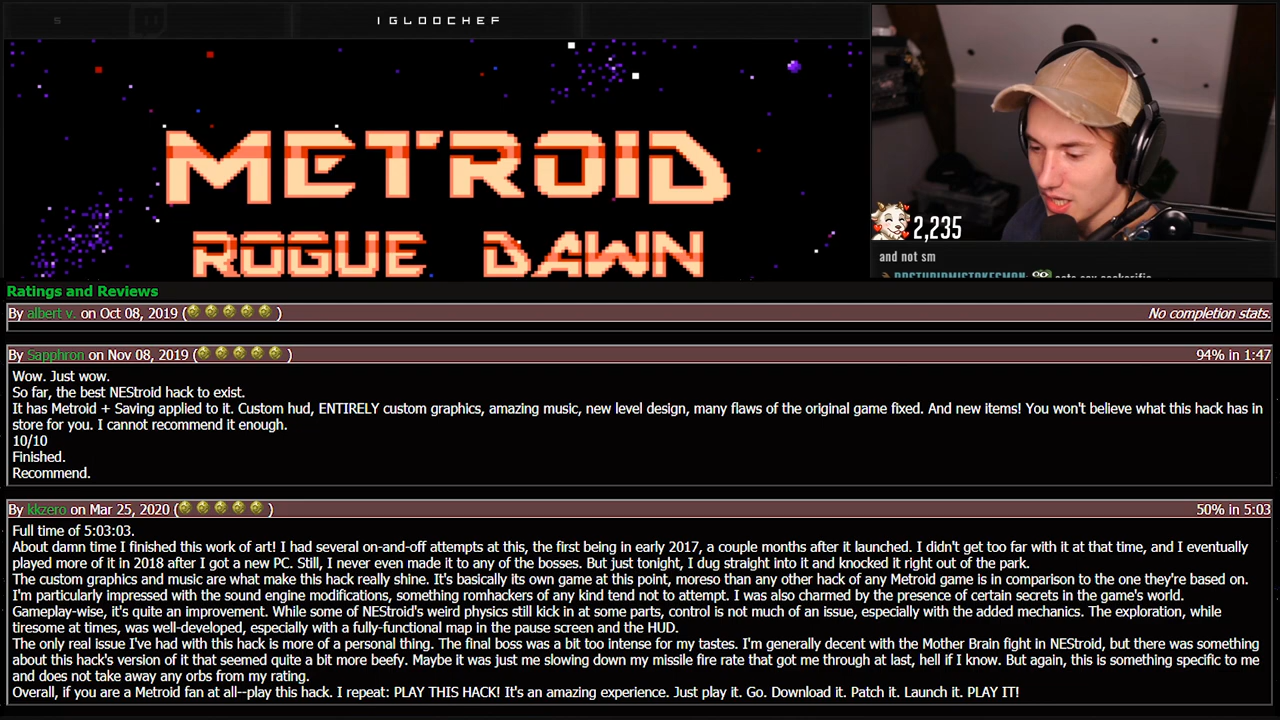 S
IGLOOCHEF
METROID
ROGUE DAWN
2,235
and not sm
Ratings and Reviews
By albert v. on Oct 08, 2019 ( ) No completion stats.
By Sapphron on Nov 08, 2019 ( ) 94% in 1:47
Wow. Just wow.
So far, the best NEStroid hack to exist.
It has Metroid + Saving applied to it. Custom hud, ENTIRELY custom graphics, amazing music, new level design, many flaws of the original game fixed. And new items! You won't believe what this hack has in
store for you. I cannot recommend it enough.
10/10
Finished.
Recommend.
By kkzero on Mar 25, 2020 ( ) 50% in 5:03
Full time of 5:03:03.
About damn time I finished this work of art! I had several on-and-off attempts at this, the first being in early 2017, a couple months after it launched. I didn't get too far with it at that time, and I eventually
played more of it in 2018 after I got a new PC. Still, I never even made it to any of the bosses. But just tonight, I dug straight into it and knocked it right out of the park.
The custom graphics and music are what make this hack really shine. It's basically its own game at this point, moreso than any other hack of any Metroid game is in comparison to the one they're based on.
I'm particularly impressed with the sound engine modifications, something romhackers of any kind tend not to attempt. I was also charmed by the presence of certain secrets in the game's world.
Gameplay-wise, it's quite an improvement. While some of NEStroid's weird physics still kick in at some parts, control is not much of an issue, especially with the added mechanics. The exploration, while
tiresome at times, was well-developed, especially with a fully-functional map in the pause screen and the HUD.
The only real issue I've had with this hack is more of a personal thing. The final boss was a bit too intense for my tastes. I'm generally decent with the Mother Brain fight in NEStroid, but there was something
about this hack's version of it that seemed quite a bit more beefy. Maybe it was just me slowing down my missile fire rate that got me through at last, hell if I know. But again, this is something specific to me
and does not take away any orbs from my rating.
Overall, if you are a Metroid fan at all--play this hack. I repeat: PLAY THIS HACK! It's an amazing experience. Just play it. Go. Download it. Patch it. Launch it. PLAY IT!